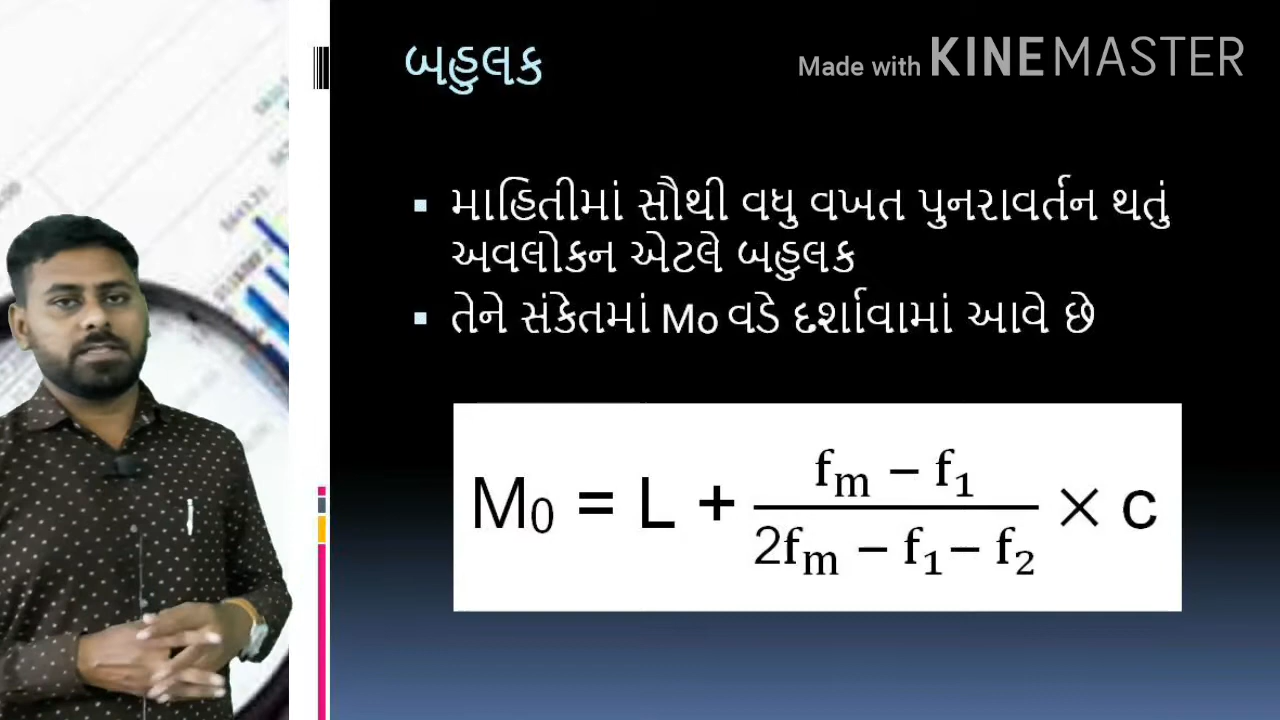 બહુલક
Made with KINEMASTER
માહિતીમાં સૌથી વધુ વખત પુનરાવર્તન થતું
અવલોકન એટલે બહુલક
તેને સંકેતમાં Mo વડે દર્શાવામાં આવે છે
M₀ = L + (fₘ − f₁) / (2fₘ − f₁ − f₂) × c